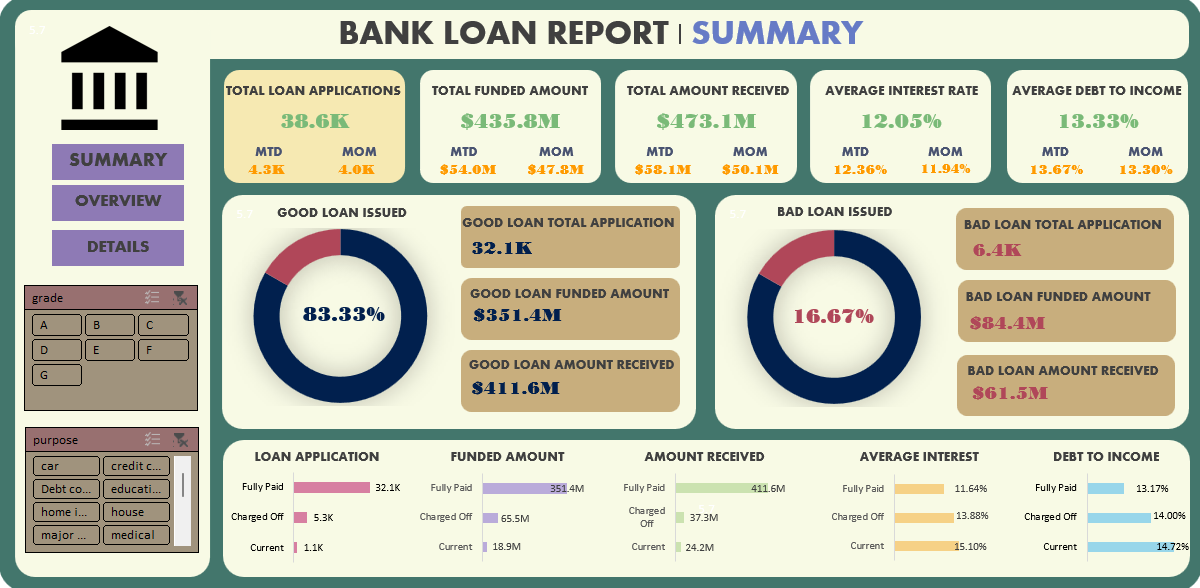 BANK LOAN REPORT | SUMMARY
57
SUMMARY
OVERVIEW
DETAILS
grade
A B C
D E F
G
purpose
car credit c...
Debt co... educati...
home i... house
major ... medical
TOTAL LOAN APPLICATIONS
38.6K
MTD MOM
4.3K 4.0K
TOTAL FUNDED AMOUNT
$435.8M
MTD MOM
$54.0M $47.8M
TOTAL AMOUNT RECEIVED
$473.1M
MTD MOM
$58.1M $50.1M
AVERAGE INTEREST RATE
12.05%
MTD MOM
12.36% 11.94%
AVERAGE DEBT TO INCOME
13.33%
MTD MOM
13.67% 13.30%
57
GOOD LOAN ISSUED
83.33%
GOOD LOAN TOTAL APPLICATION
32.1K
GOOD LOAN FUNDED AMOUNT
$351.4M
GOOD LOAN AMOUNT RECEIVED
$411.6M
57
BAD LOAN ISSUED
16.67%
BAD LOAN TOTAL APPLICATION
6.4K
BAD LOAN FUNDED AMOUNT
$84.4M
BAD LOAN AMOUNT RECEIVED
$61.5M
LOAN APPLICATION
Fully Paid 32.1K
Charged Off 5.3K
Current 1.1K
FUNDED AMOUNT
Fully Paid 351.4M
Charged Off 65.5M
Current 18.9M
AMOUNT RECEIVED
Fully Paid 411.6M
Charged
Off 37.3M
Current 24.2M
AVERAGE INTEREST
Fully Paid 11.64%
Charged Off 13.88%
Current 15.10%
DEBT TO INCOME
Fully Paid 13.17%
Charged Off 14.00%
Current 14.72%